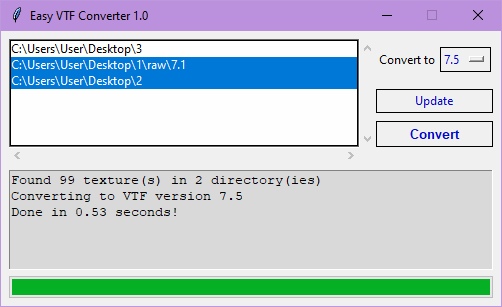 Easy VTF Converter 1.0
C:\Users\User\Desktop\3
C:\Users\User\Desktop\1\raw\7.1
C:\Users\User\Desktop\2
Convert to 7.5
Update
Convert
Found 99 texture(s) in 2 directory(ies)
Converting to VTF version 7.5
Done in 0.53 seconds!